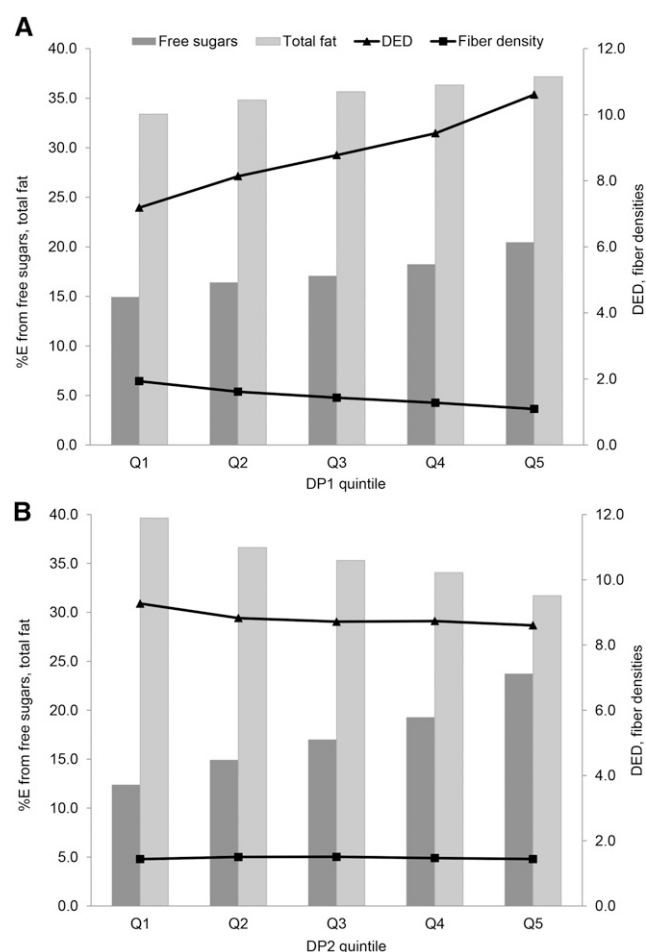 A
Free sugars Total fat DED Fiber density
40.0 12.0
35.0 10.0
30.0 8.0
25.0
20.0 6.0
15.0 4.0
10.0
5.0 2.0
0.0 0.0
%E from free sugars, total fat
DED, fiber densities
Q1 Q2 Q3 Q4 Q5
DP1 quintile
B
40.0 12.0
35.0 10.0
30.0 8.0
25.0
20.0 6.0
15.0 4.0
10.0
5.0 2.0
0.0 0.0
%E from free sugars, total fat
DED, fiber densities
Q1 Q2 Q3 Q4 Q5
DP2 quintile